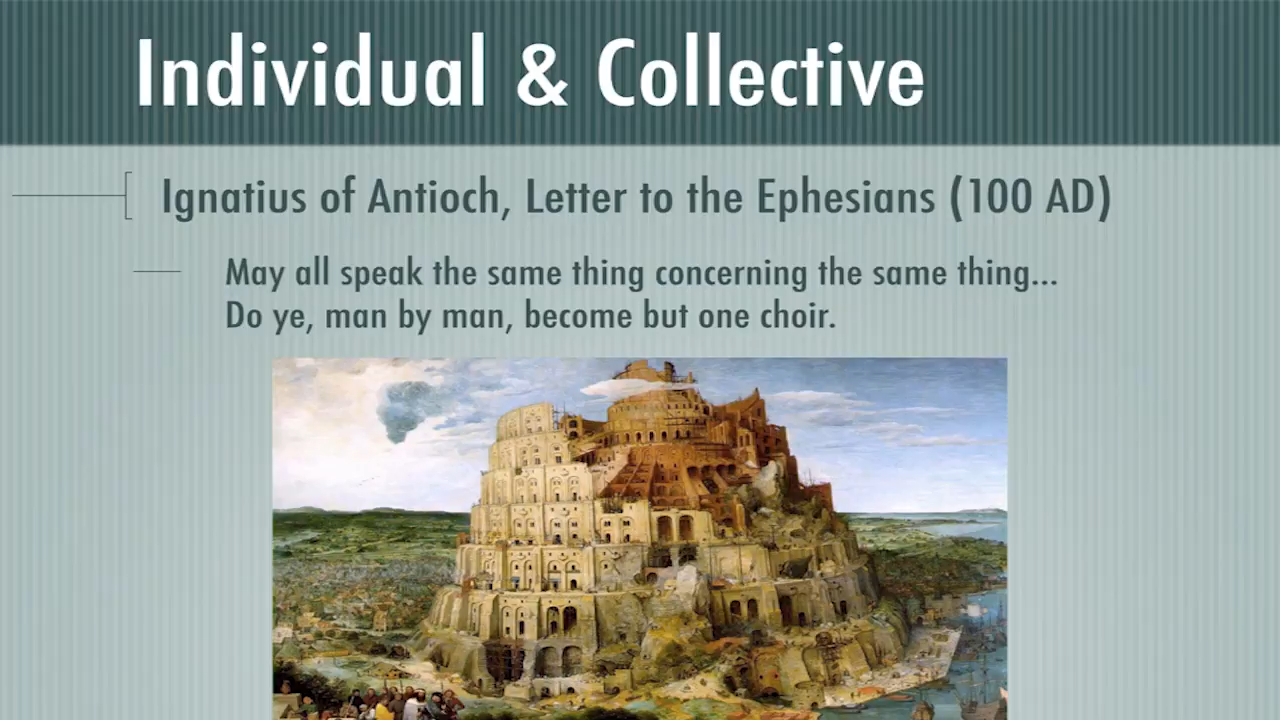 Individual & Collective
Ignatius of Antioch, Letter to the Ephesians (100 AD)
May all speak the same thing concerning the same thing...
Do ye, man by man, become but one choir.